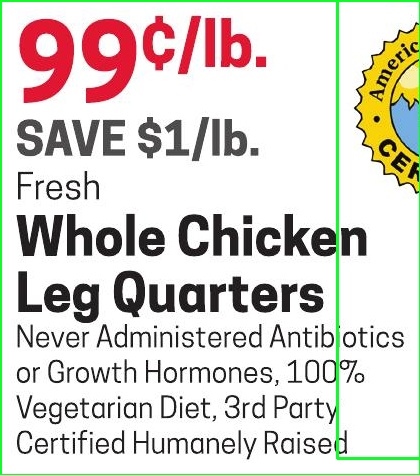 99¢/lb.
SAVE $1/lb.
Fresh
Whole Chicken
Leg Quarters
Never Administered Antibiotics
or Growth Hormones, 100%
Vegetarian Diet, 3rd Party
Certified Humanely Raised